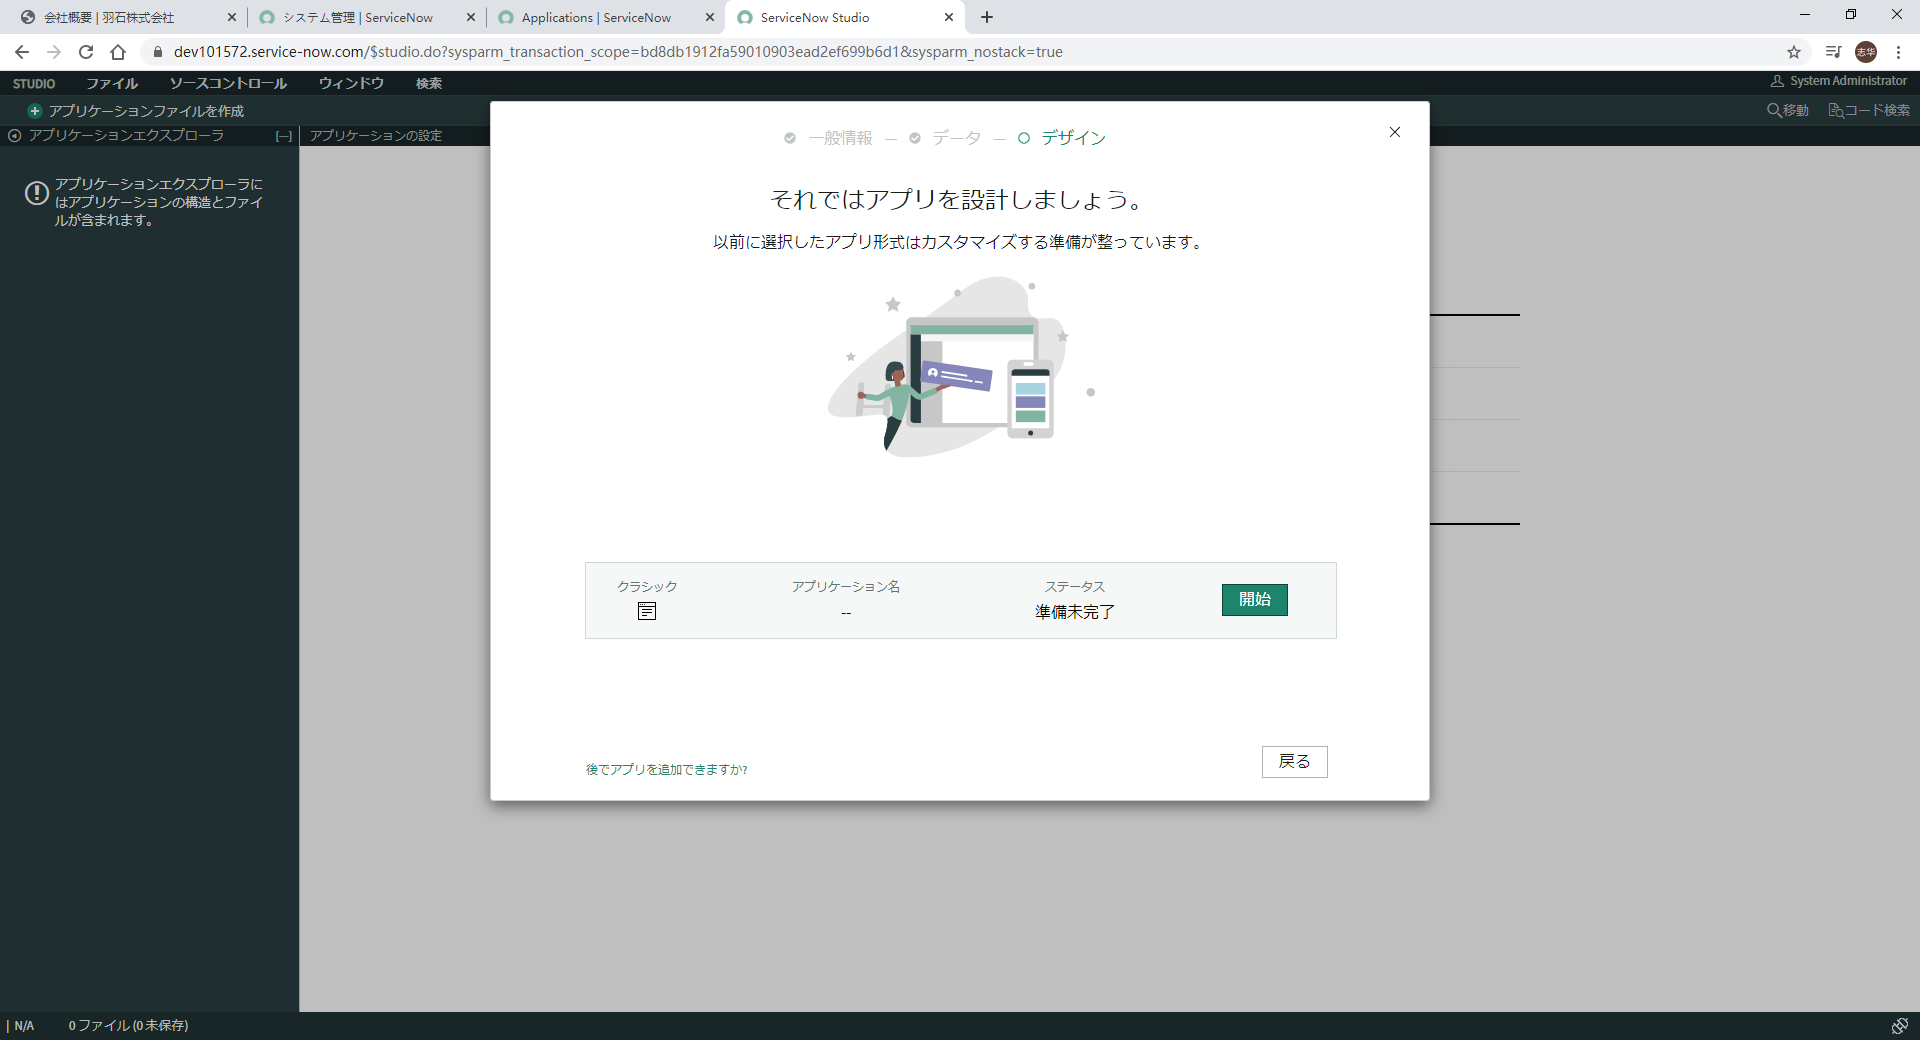 会社概要 | 羽石株式会社
システム管理 | ServiceNow
Applications | ServiceNow
ServiceNow Studio
dev101572.service-now.com/$studio.do?sysparm_transaction_scope=bd8db1912fa59010903ead2ef699b6d1&sysparm_nostack=true
志华
STUDIO ファイル ソースコントロール ウィンドウ 検索
System Administrator
アプリケーションファイルを作成
移動 コード検索
アプリケーションエクスプローラ [—]
アプリケーションの設定
アプリケーションエクスプローラに
はアプリケーションの構造とファイ
ルが含まれます。
一般情報 — データ — デザイン
それではアプリを設計しましょう。
以前に選択したアプリ形式はカスタマイズする準備が整っています。
クラシック アプリケーション名 ステータス
-- 準備未完了
開始
後でアプリを追加できますか?
戻る
| N/A 0 ファイル (0 未保存)